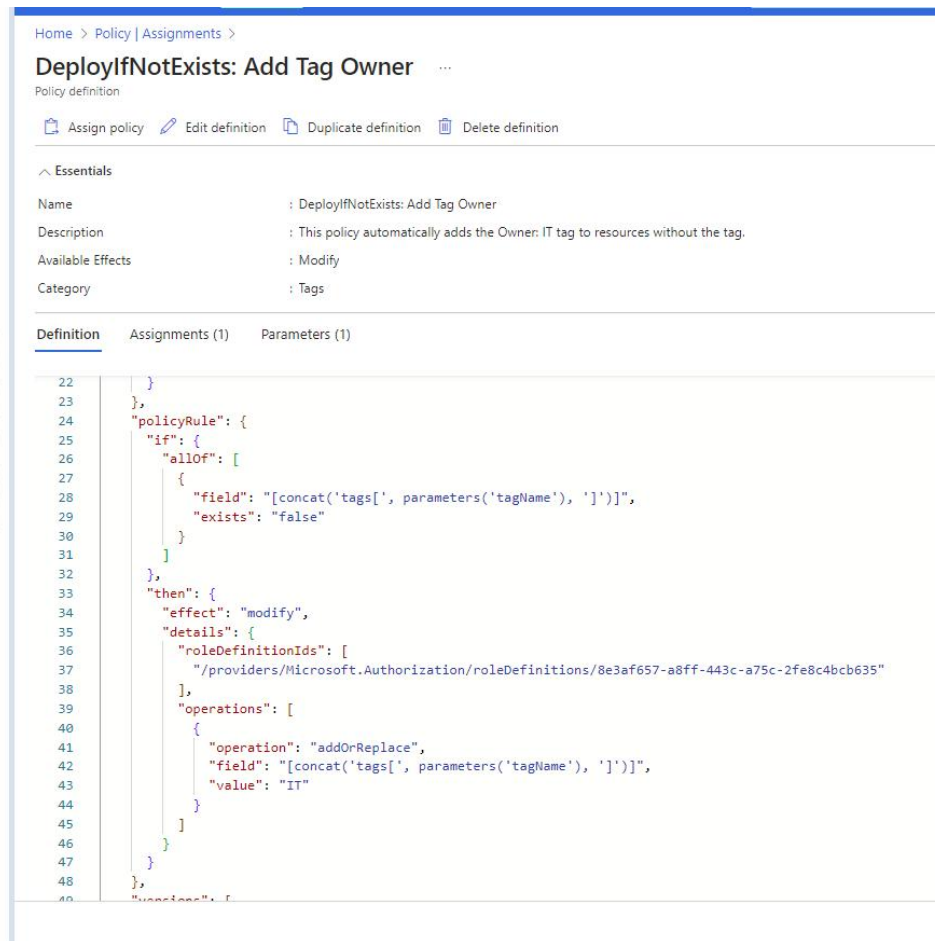 Home > Policy | Assignments >
DeployIfNotExists: Add Tag Owner ...
Policy definition
Assign policy Edit definition Duplicate definition Delete definition
Essentials
Name : DeployIfNotExists: Add Tag Owner
Description : This policy automatically adds the Owner: IT tag to resources without the tag.
Available Effects : Modify
Category : Tags
Definition Assignments (1) Parameters (1)
22 }
23 },
24 "policyRule": {
25 "if": {
26 "allOf": [
27 {
28 "field": "[concat('tags[', parameters('tagName'), ']')]",
29 "exists": "false"
30 }
31 ]
32 },
33 "then": {
34 "effect": "modify",
35 "details": {
36 "roleDefinitionIds": [
37 "/providers/Microsoft.Authorization/roleDefinitions/8e3af657-a8ff-443c-a75c-2fe8c4bcb635"
38 ],
39 "operations": [
40 {
41 "operation": "addOrReplace",
42 "field": "[concat('tags[', parameters('tagName'), ']')]",
43 "value": "IT"
44 }
45 ]
46 }
47 }
48 },
49 "versions": [